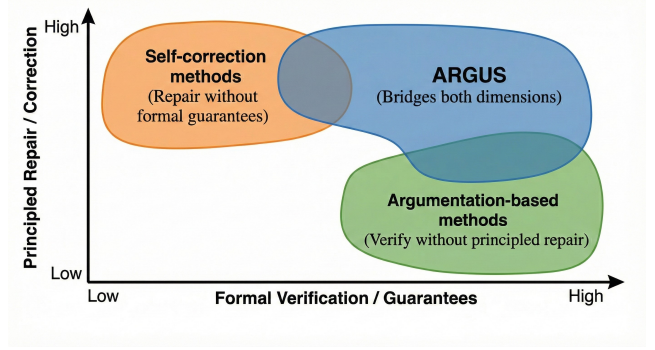 High
Self-correction
methods
(Repair without
formal guarantees)
ARGUS
(Bridges both dimensions)
Principled Repair / Correction
Argumentation-based
methods
(Verify without principled repair)
Low
Low
Formal Verification / Guarantees
High